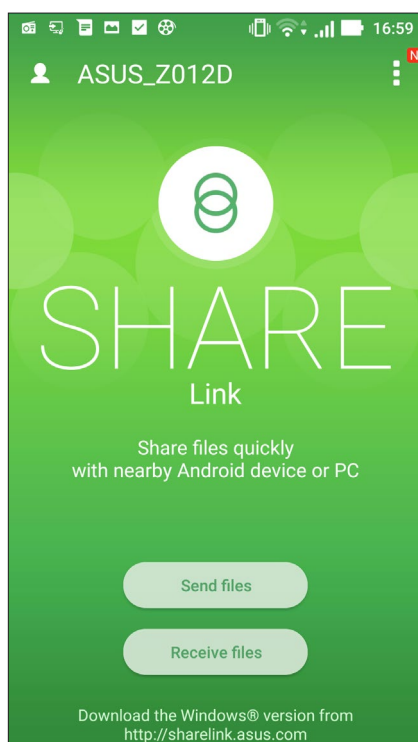 16:59
ASUS_Z012D
N
SHARE
Link
Share files quickly
with nearby Android device or PC
Send files
Receive files
Download the Windows® version from
http://sharelink.asus.com